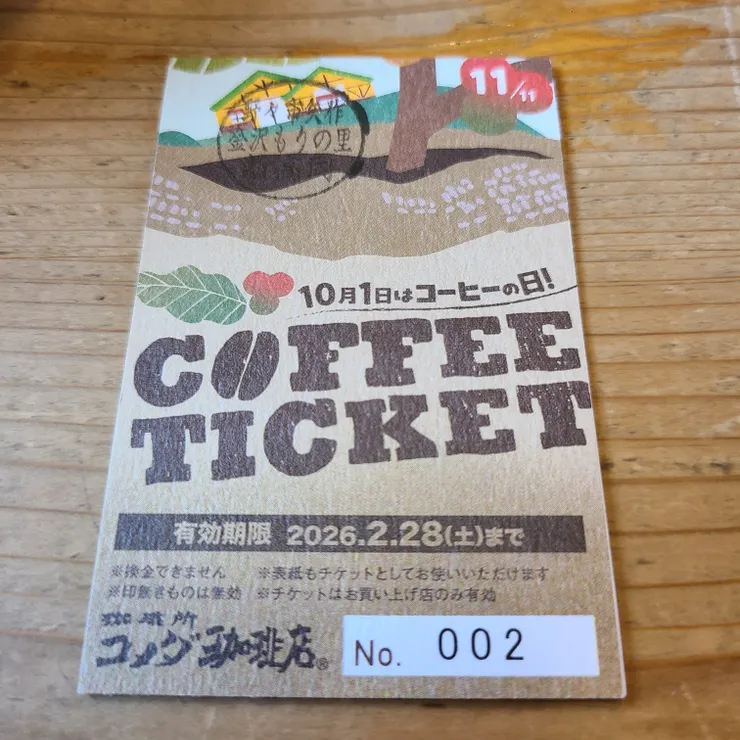 11/11
金沢もりの里
10月1日はコーヒーの日!
COFFEE
TICKET
有効期限 2026.2.28(土)まで
※換金できません ※表紙もチケットとしてお使いいただけます
※印無きものは無効 ※チケットはお買い上げ店のみ有効
珈琲所
コメダ珈琲店®
No. 002